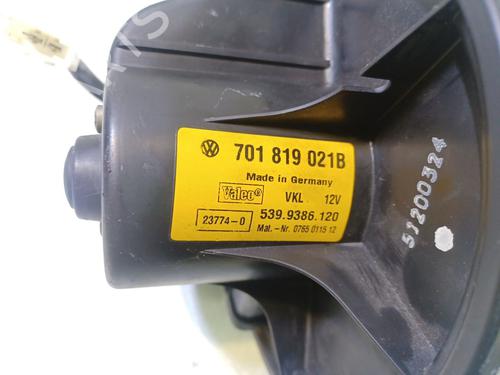 701 819 021B
Made in Germany
Valeo® VKL 12V
23774-0 539.9386.120
Mat. - Nr. 0765 0115 12
51200324